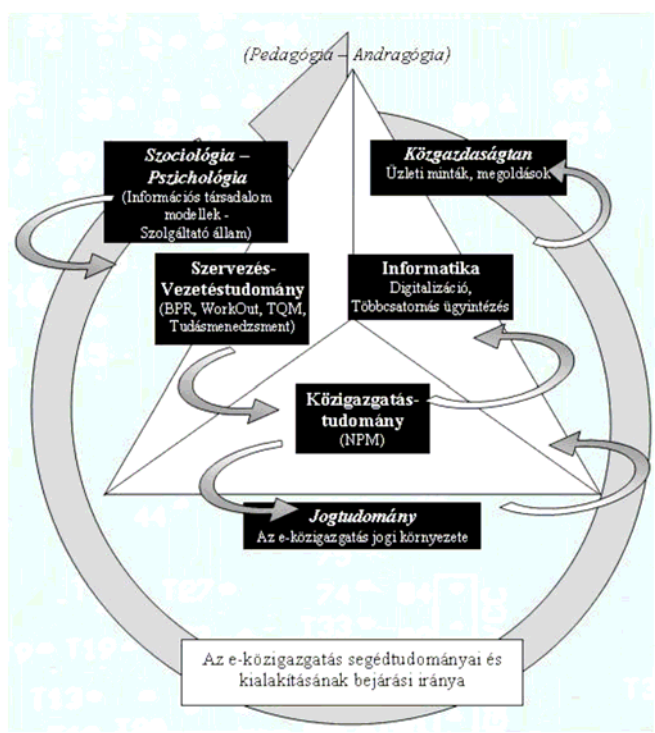 (Pedagógia – Andragógia)
Szociológia –
Pszichológia
(Információs társadalom
modellek -
Szolgáltató állam)
Közgazdaságtan
Üzleti minták, megoldások
Szervezés-
Vezetéstudomány
(BPR, WorkOut, TQM,
Tudásmenedzsment)
Informatika
Digitalizáció,
Többcsatornás ügyintézés
Közigazgatás-
tudomány
(NPM)
Jogtudomány
Az e-közigazgatás jogi környezete
Az e-közigazgatás segédtudományai és
kialakításának bejárási iránya